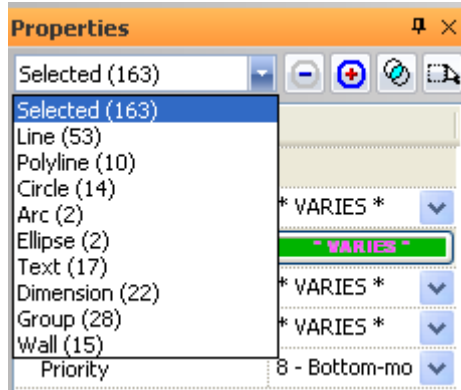 Properties
Selected (163)
Selected (163)
Line (53)
Polyline (10)
Circle (14)
Arc (2)
Ellipse (2)
Text (17)
Dimension (22)
Group (28)
Wall (15)
* VARIES *
* VARIES *
* VARIES *
* VARIES *
Priority
8 - Bottom-mo